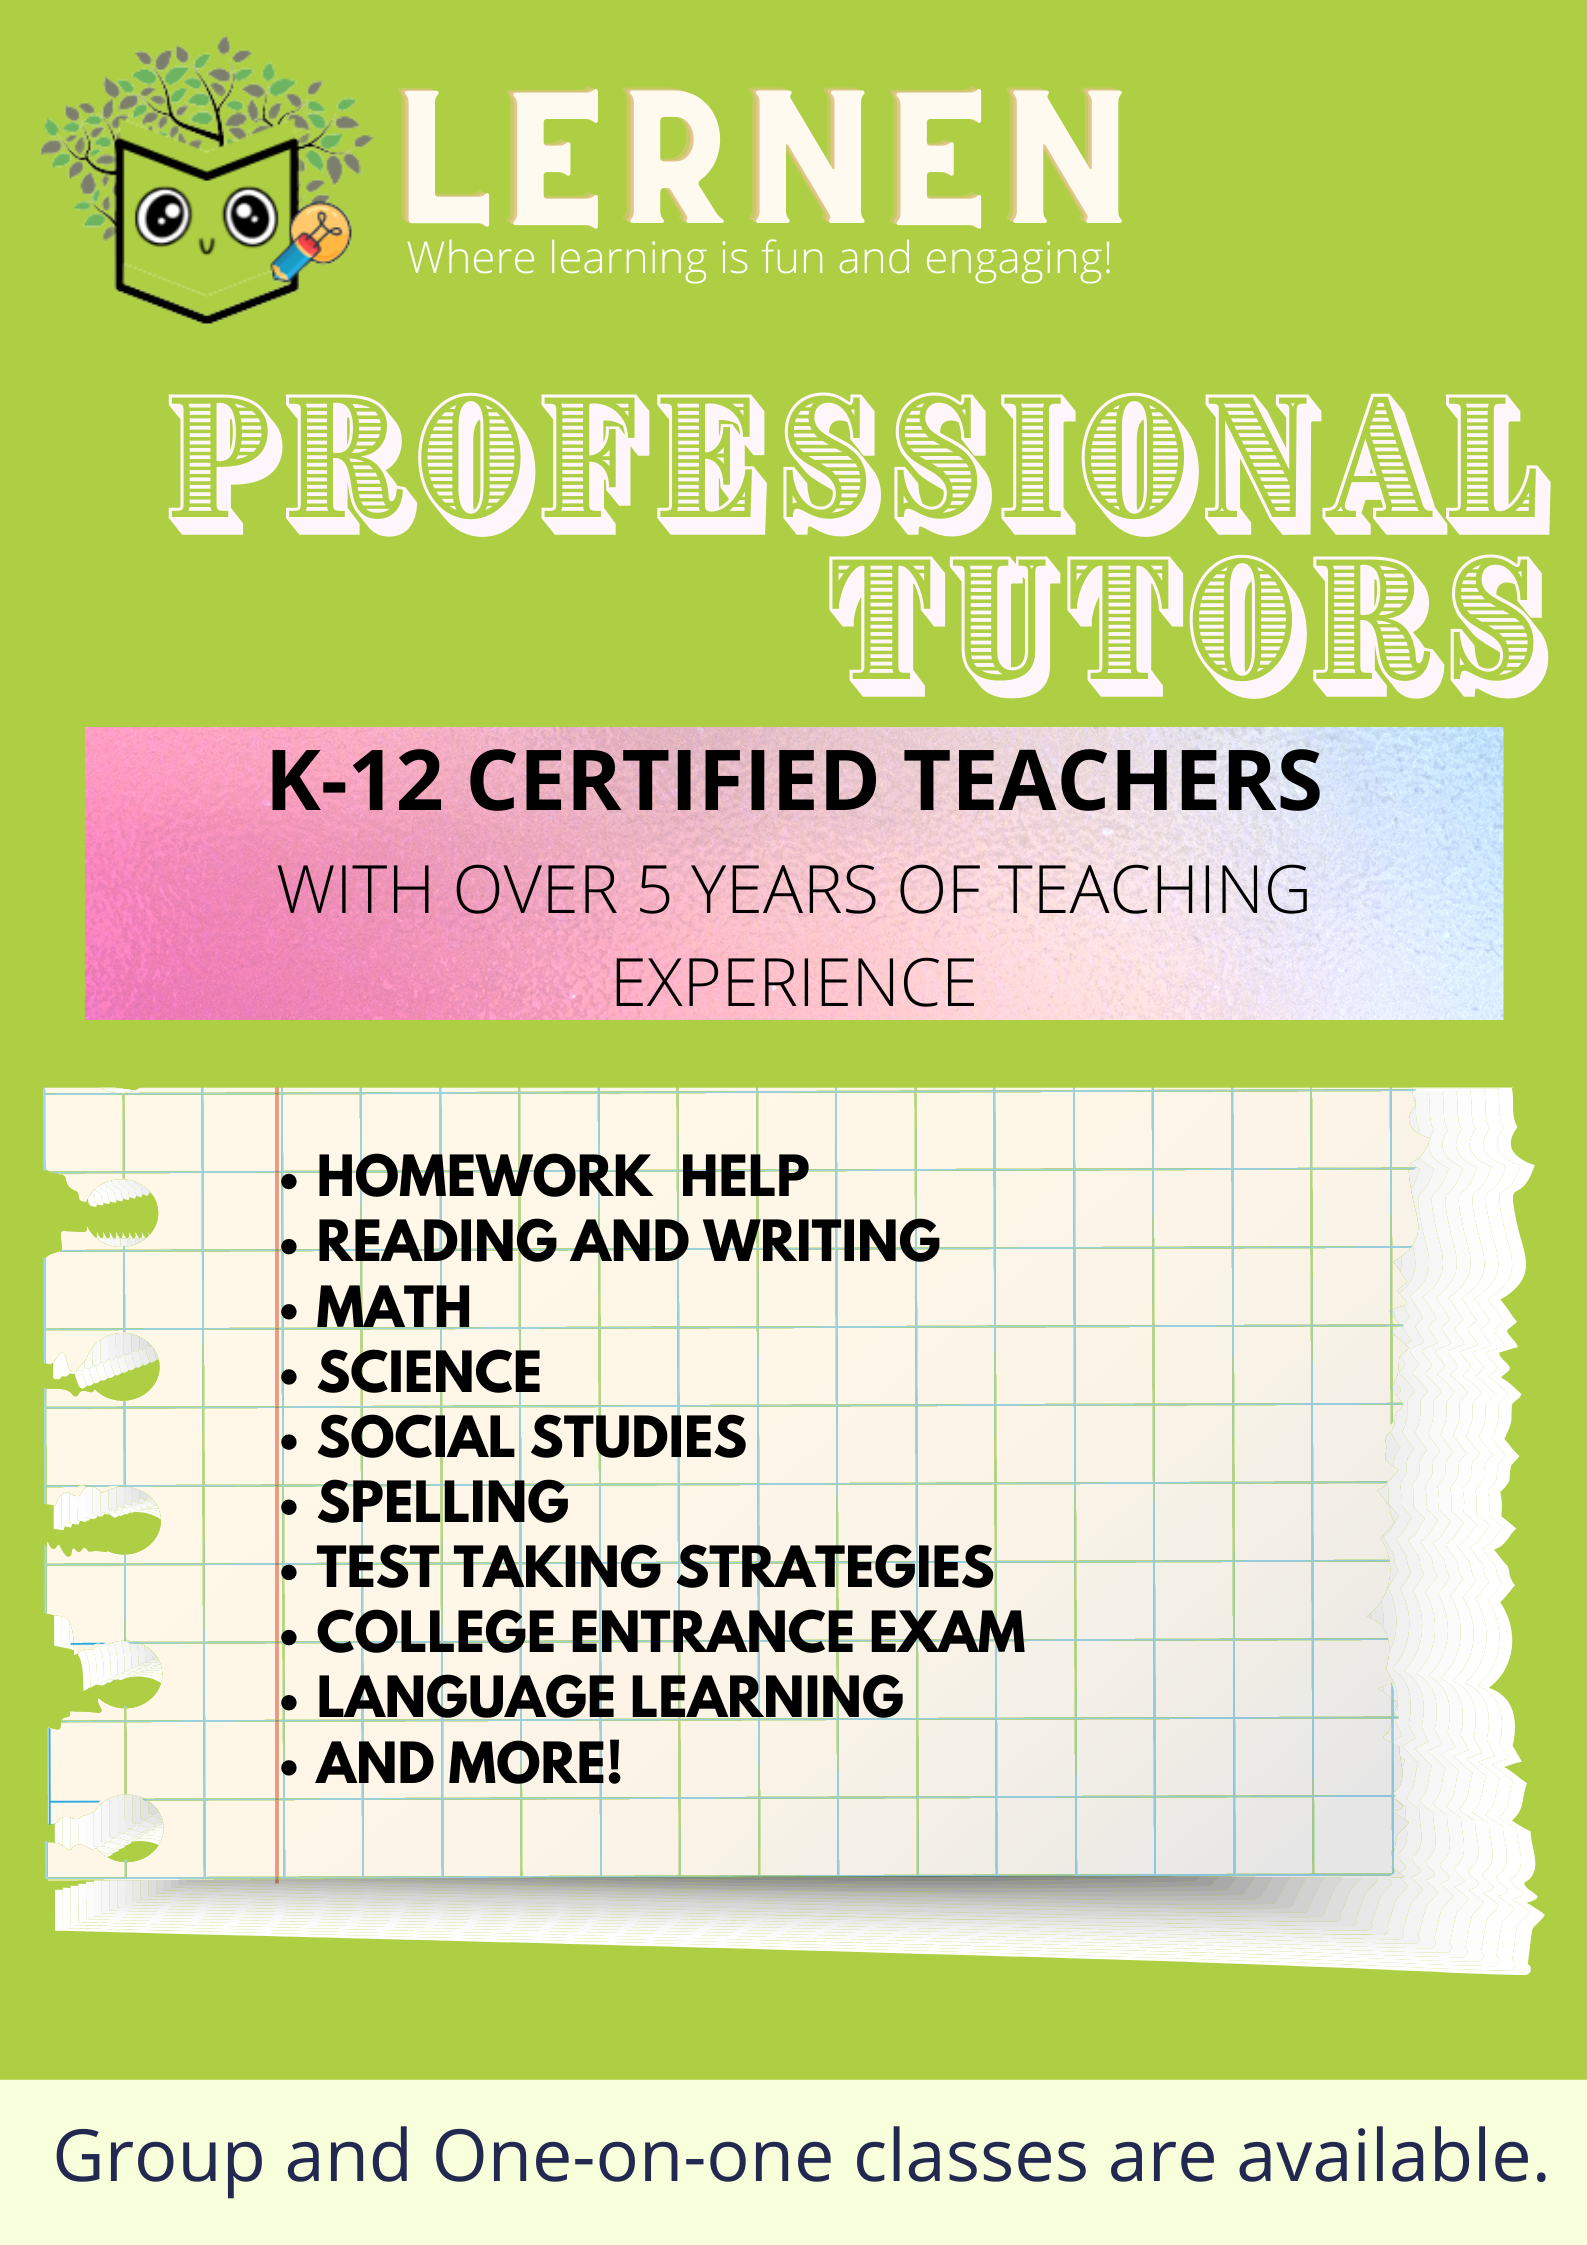 LERNEN
Where learning is fun and engaging!
PROFESSIONAL
TUTORS
K-12 CERTIFIED TEACHERS
WITH OVER 5 YEARS OF TEACHING
EXPERIENCE
• HOMEWORK  HELP
• READING AND WRITING
• MATH
• SCIENCE
• SOCIAL STUDIES
• SPELLING
• TEST TAKING STRATEGIES
• COLLEGE ENTRANCE EXAM
• LANGUAGE LEARNING
• AND MORE!
Group and One-on-one classes are available.